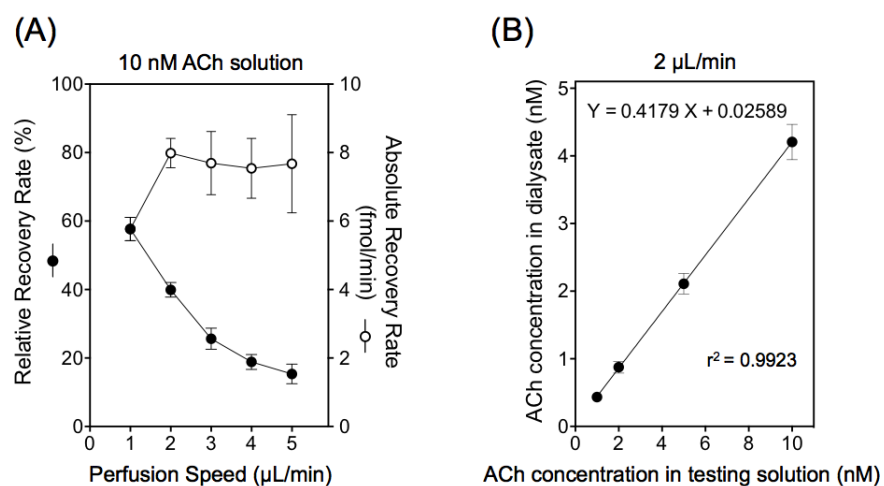 (A)
10 nM ACh solution
100
80
60
40
20
0
Relative Recovery Rate (%)
10
8
6
4
2
0
Absolute Recovery Rate
(fmol/min)
0 1 2 3 4 5
Perfusion Speed (µL/min)
(B)
2 µL/min
Y = 0.4179 X + 0.02589
r² = 0.9923
5
4
3
2
1
0
ACh concentration in dialysate (nM)
0 2 4 6 8 10
ACh concentration in testing solution (nM)